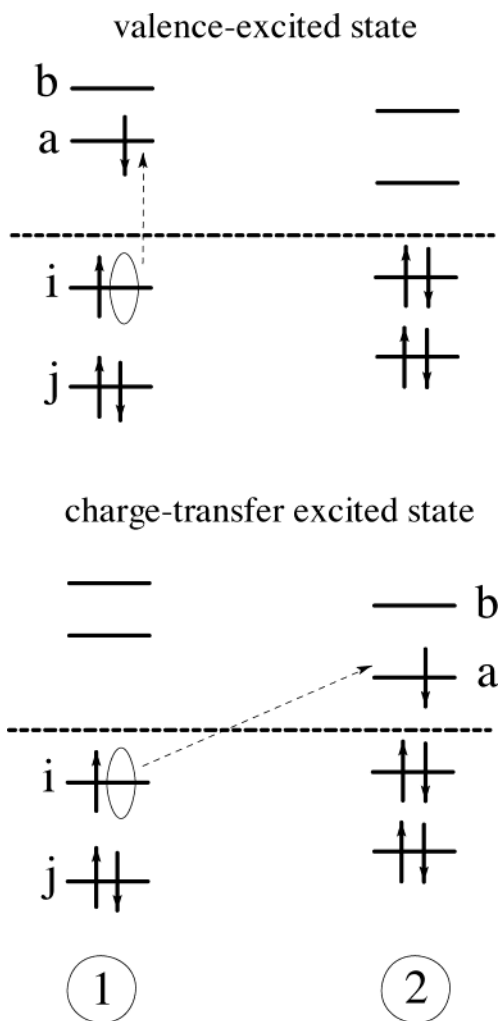 valence-excited state
b
a
i
j
charge-transfer excited state
b
a
i
j
1 2